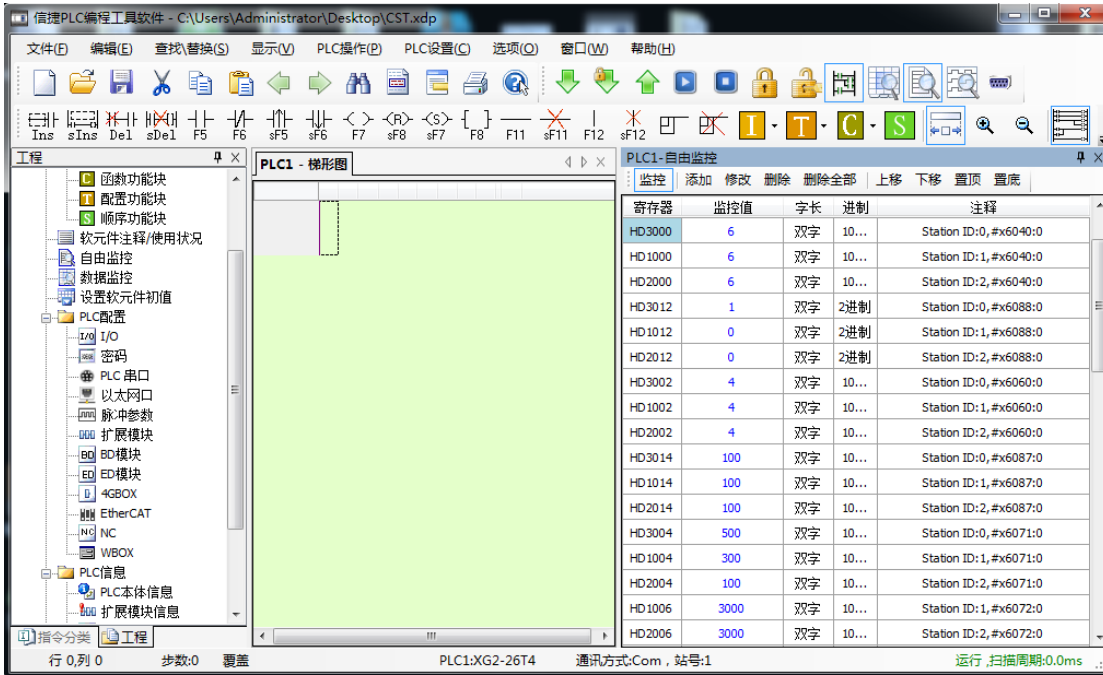 信捷PLC编程工具软件 - C:\Users\Administrator\Desktop\CST.xdp
文件(F) 编辑(E) 查找\替换(S) 显示(V) PLC操作(P) PLC设置(C) 选项(O) 窗口(W) 帮助(H)
Ins sIns Del sDel F5 F6 sF5 sF6 F7 sF8 sF7 F8 F11 sF11 F12 sF12 I T C S
工程
函数功能块
配置功能块
顺序功能块
软元件注释/使用状况
自由监控
数据监控
设置软元件初值
PLC配置
I/O I/O
密码
PLC 串口
以太网口
脉冲参数
扩展模块
BD BD模块
ED ED模块
4GBOX
EtherCAT
NC NC
WBOX
PLC信息
PLC本体信息
扩展模块信息
指令分类 工程
PLC1 - 梯形图
PLC1-自由监控
监控 添加 修改 删除 删除全部 上移 下移 置顶 置底
寄存器 监控值 字长 进制 注释
HD3000 6 双字 10... Station ID:0,#x6040:0
HD1000 6 双字 10... Station ID:1,#x6040:0
HD2000 6 双字 10... Station ID:2,#x6040:0
HD3012 1 双字 2进制 Station ID:0,#x6088:0
HD1012 0 双字 2进制 Station ID:1,#x6088:0
HD2012 0 双字 2进制 Station ID:2,#x6088:0
HD3002 4 双字 10... Station ID:0,#x6060:0
HD1002 4 双字 10... Station ID:1,#x6060:0
HD2002 4 双字 10... Station ID:2,#x6060:0
HD3014 100 双字 10... Station ID:0,#x6087:0
HD1014 100 双字 10... Station ID:1,#x6087:0
HD2014 100 双字 10... Station ID:2,#x6087:0
HD3004 500 双字 10... Station ID:0,#x6071:0
HD1004 300 双字 10... Station ID:1,#x6071:0
HD2004 100 双字 10... Station ID:2,#x6071:0
HD1006 3000 双字 10... Station ID:1,#x6072:0
HD2006 3000 双字 10... Station ID:2,#x6072:0
行 0,列 0 步数:0 覆盖 PLC1:XG2-26T4 通讯方式:Com，站号:1 运行 ,扫描周期:0.0ms